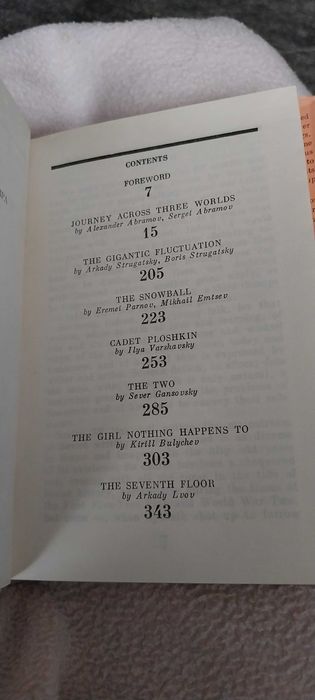 CONTENTS
FOREWORD
7
JOURNEY ACROSS THREE WORLDS
by Alexander Abramov, Sergei Abramov
15
THE GIGANTIC FLUCTUATION
by Arkady Strugatsky, Boris Strugatsky
205
THE SNOWBALL
by Eremei Parnov, Mikhail Emtsev
223
CADET PLOSHKIN
by Ilya Varshavsky
253
THE TWO
by Sever Gansovsky
285
THE GIRL NOTHING HAPPENS TO
by Kirill Bulychev
303
THE SEVENTH FLOOR
by Arkady Lvov
343